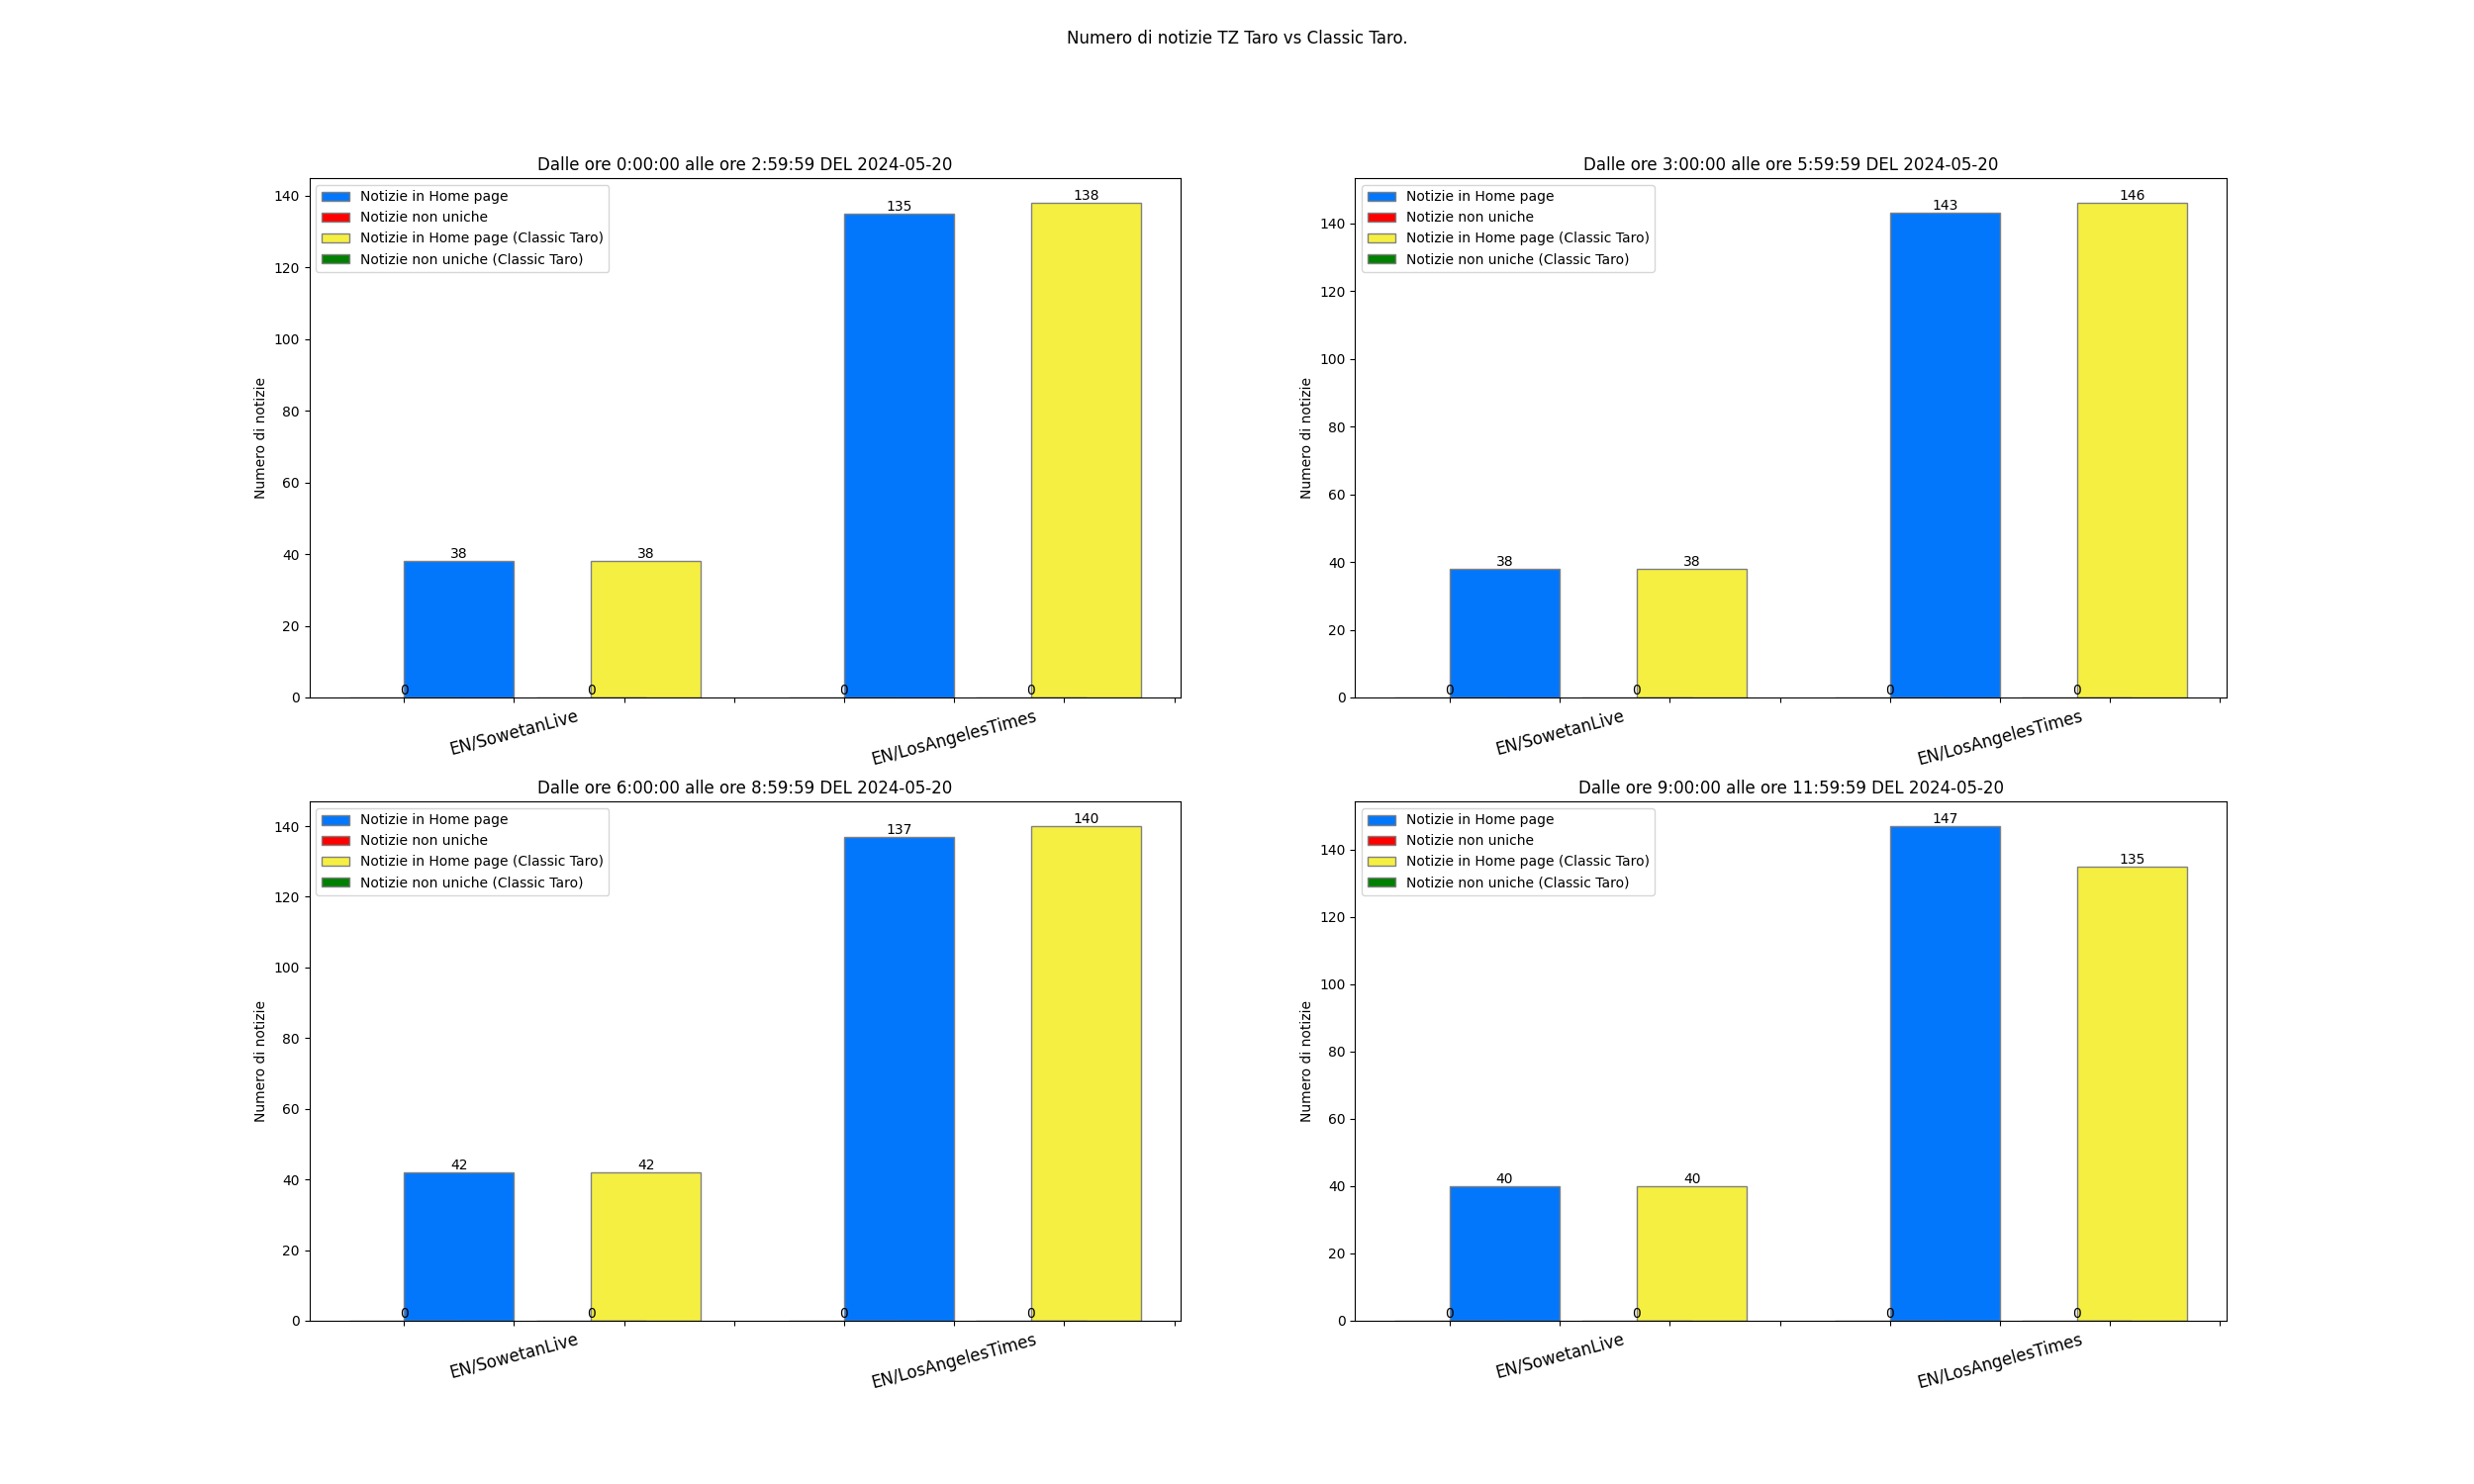 Numero di notizie TZ Taro vs Classic Taro.
Dalle ore 0:00:00 alle ore 2:59:59 DEL 2024-05-20
Notizie in Home page
Notizie non uniche
Notizie in Home page (Classic Taro)
Notizie non uniche (Classic Taro)
Numero di notizie
140
120
100
80
60
40
20
0
38
38
135
138
0
0
0
0
EN/SowetanLive
EN/LosAngelesTimes
Dalle ore 3:00:00 alle ore 5:59:59 DEL 2024-05-20
Notizie in Home page
Notizie non uniche
Notizie in Home page (Classic Taro)
Notizie non uniche (Classic Taro)
Numero di notizie
140
120
100
80
60
40
20
0
38
38
143
146
0
0
0
0
EN/SowetanLive
EN/LosAngelesTimes
Dalle ore 6:00:00 alle ore 8:59:59 DEL 2024-05-20
Notizie in Home page
Notizie non uniche
Notizie in Home page (Classic Taro)
Notizie non uniche (Classic Taro)
Numero di notizie
140
120
100
80
60
40
20
0
42
42
137
140
0
0
0
0
EN/SowetanLive
EN/LosAngelesTimes
Dalle ore 9:00:00 alle ore 11:59:59 DEL 2024-05-20
Notizie in Home page
Notizie non uniche
Notizie in Home page (Classic Taro)
Notizie non uniche (Classic Taro)
Numero di notizie
140
120
100
80
60
40
20
0
40
40
147
135
0
0
0
0
EN/SowetanLive
EN/LosAngelesTimes